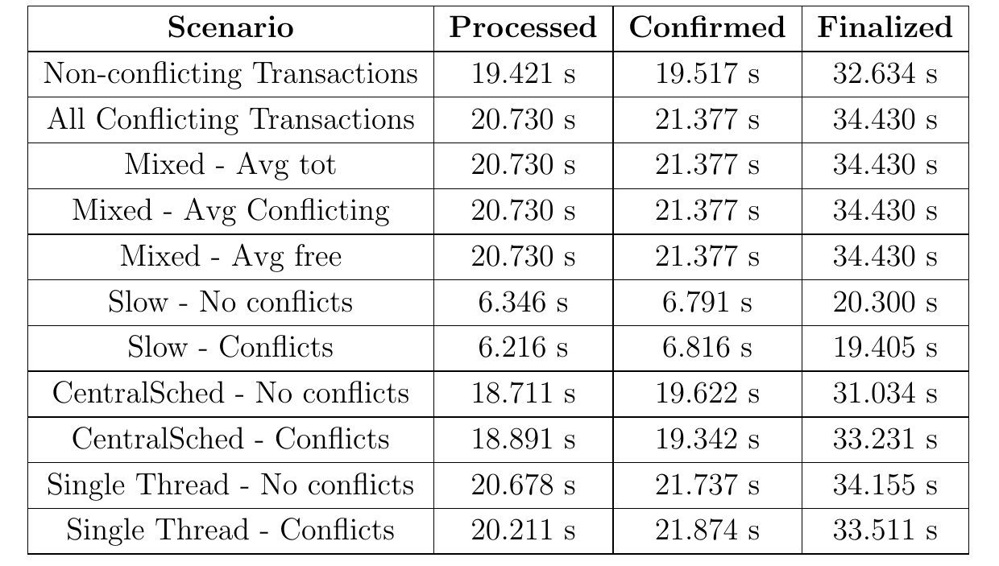 Scenario Processed Confirmed Finalized
Non-conflicting Transactions 19.421 s 19.517 s 32.634 s
All Conflicting Transactions 20.730 s 21.377 s 34.430 s
Mixed - Avg tot 20.730 s 21.377 s 34.430 s
Mixed - Avg Conflicting 20.730 s 21.377 s 34.430 s
Mixed - Avg free 20.730 s 21.377 s 34.430 s
Slow - No conflicts 6.346 s 6.791 s 20.300 s
Slow - Conflicts 6.216 s 6.816 s 19.405 s
CentralSched - No conflicts 18.711 s 19.622 s 31.034 s
CentralSched - Conflicts 18.891 s 19.342 s 33.231 s
Single Thread - No conflicts 20.678 s 21.737 s 34.155 s
Single Thread - Conflicts 20.211 s 21.874 s 33.511 s